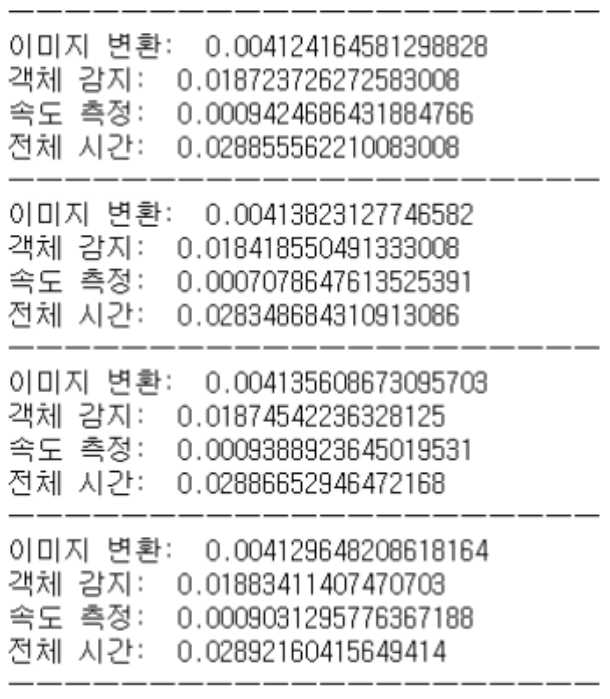 ————————————————————
이미지 변환:  0.004124164581298828
객체 감지:  0.018723726272583008
속도 측정:  0.0009424686431884766
전체 시간:  0.028855562210083008
————————————————————
이미지 변환:  0.00413823127746582
객체 감지:  0.018418550491333008
속도 측정:  0.0007078647613525391
전체 시간:  0.028348684310913086
————————————————————
이미지 변환:  0.004135608673095703
객체 감지:  0.01874542236328125
속도 측정:  0.0009388923645019531
전체 시간:  0.02886652946472168
————————————————————
이미지 변환:  0.004129648208618164
객체 감지:  0.01883411407470703
속도 측정:  0.0009031295776367188
전체 시간:  0.02892160415649414
————————————————————